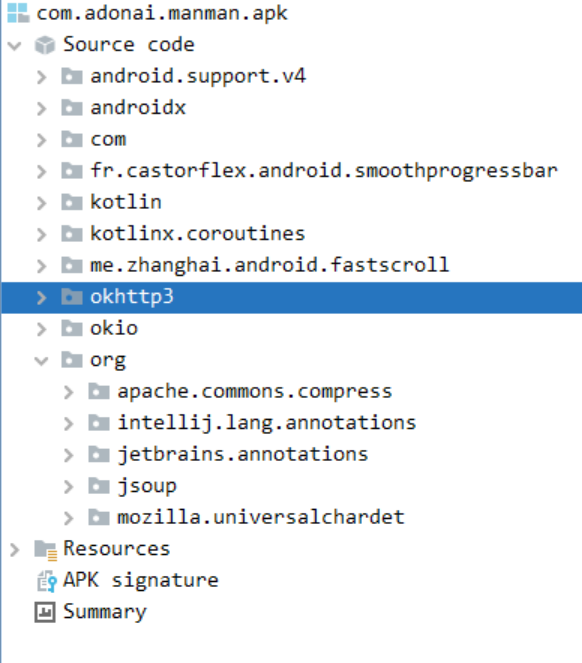 com.adonai.manman.apk
Source code
android.support.v4
androidx
com
fr.castorflex.android.smoothprogressbar
kotlin
kotlinx.coroutines
me.zhanghai.android.fastscroll
okhttp3
okio
org
apache.commons.compress
intellij.lang.annotations
jetbrains.annotations
jsoup
mozilla.universalchardet
Resources
APK signature
Summary